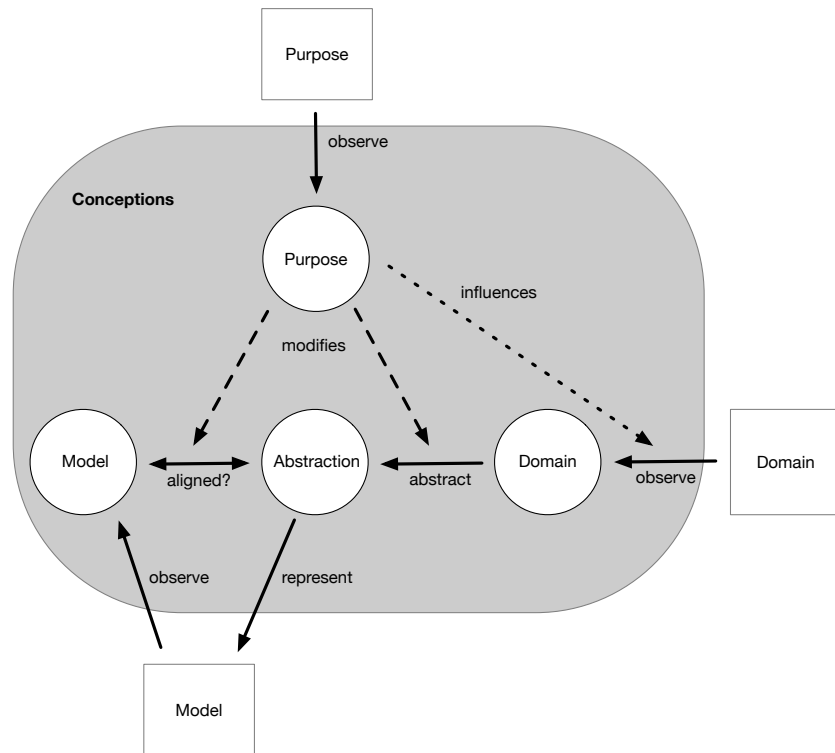 Purpose
observe
Conceptions
Purpose
influences
modifies
Model
aligned?
Abstraction
abstract
Domain
observe
Domain
observe
represent
Model